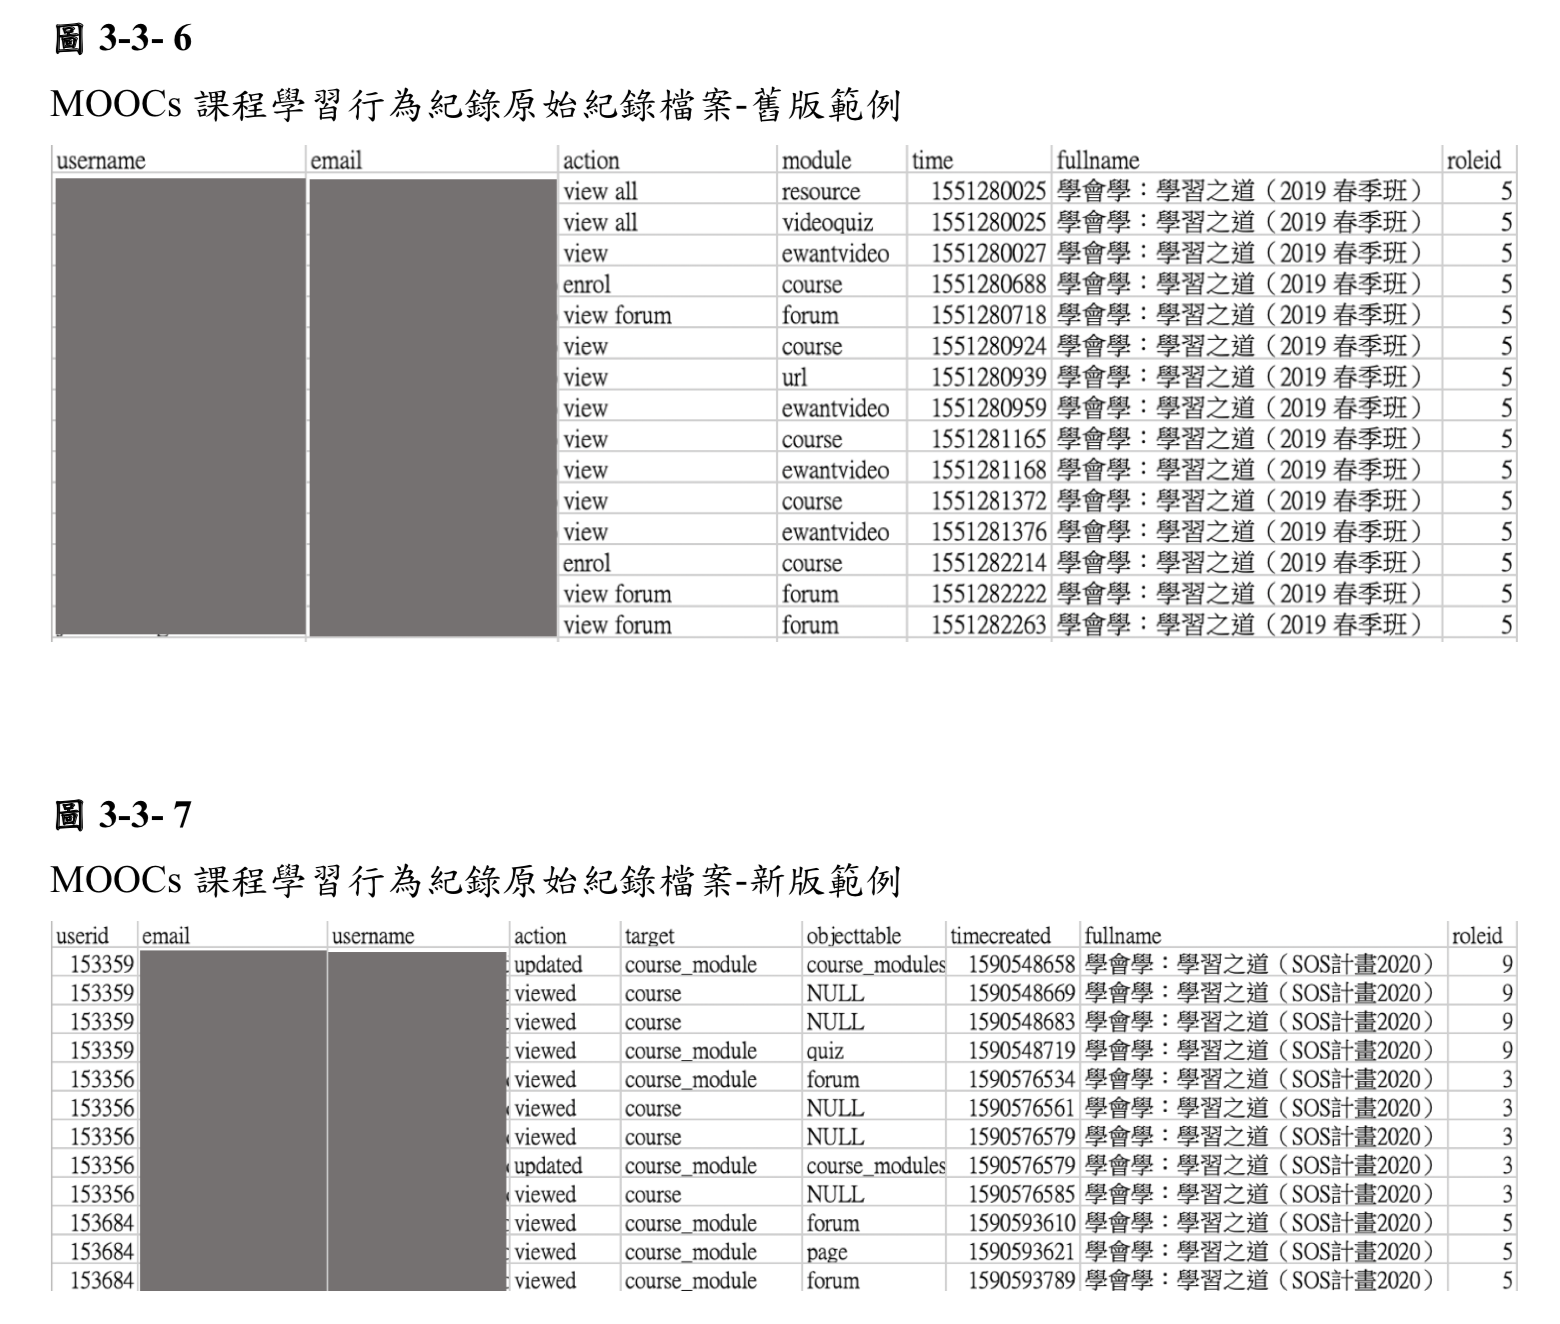 圖 3-3- 6
MOOCs 課程學習行為紀錄原始紀錄檔案-舊版範例
username email action module time fullname roleid
view all resource 1551280025 學會學：學習之道（2019 春季班） 5
view all videoquiz 1551280025 學會學：學習之道（2019 春季班） 5
view ewantvideo 1551280027 學會學：學習之道（2019 春季班） 5
enrol course 1551280688 學會學：學習之道（2019 春季班） 5
view forum forum 1551280718 學會學：學習之道（2019 春季班） 5
view course 1551280924 學會學：學習之道（2019 春季班） 5
view url 1551280939 學會學：學習之道（2019 春季班） 5
view ewantvideo 1551280959 學會學：學習之道（2019 春季班） 5
view course 1551281165 學會學：學習之道（2019 春季班） 5
view ewantvideo 1551281168 學會學：學習之道（2019 春季班） 5
view course 1551281372 學會學：學習之道（2019 春季班） 5
view ewantvideo 1551281376 學會學：學習之道（2019 春季班） 5
enrol course 1551282214 學會學：學習之道（2019 春季班） 5
view forum forum 1551282222 學會學：學習之道（2019 春季班） 5
view forum forum 1551282263 學會學：學習之道（2019 春季班） 5
圖 3-3- 7
MOOCs 課程學習行為紀錄原始紀錄檔案-新版範例
userid email username action target objecttable timecreated fullname roleid
153359 updated course_module course_modules 1590548658 學會學：學習之道（SOS計畫2020） 9
153359 viewed course NULL 1590548669 學會學：學習之道（SOS計畫2020） 9
153359 viewed course NULL 1590548683 學會學：學習之道（SOS計畫2020） 9
153359 viewed course_module quiz 1590548719 學會學：學習之道（SOS計畫2020） 9
153356 viewed course_module forum 1590576534 學會學：學習之道（SOS計畫2020） 3
153356 viewed course NULL 1590576561 學會學：學習之道（SOS計畫2020） 3
153356 viewed course NULL 1590576579 學會學：學習之道（SOS計畫2020） 3
153356 updated course_module course_modules 1590576579 學會學：學習之道（SOS計畫2020） 3
153356 viewed course NULL 1590576585 學會學：學習之道（SOS計畫2020） 3
153684 viewed course_module forum 1590593610 學會學：學習之道（SOS計畫2020） 5
153684 viewed course_module page 1590593621 學會學：學習之道（SOS計畫2020） 5
153684 viewed course_module forum 1590593789 學會學：學習之道（SOS計畫2020） 5